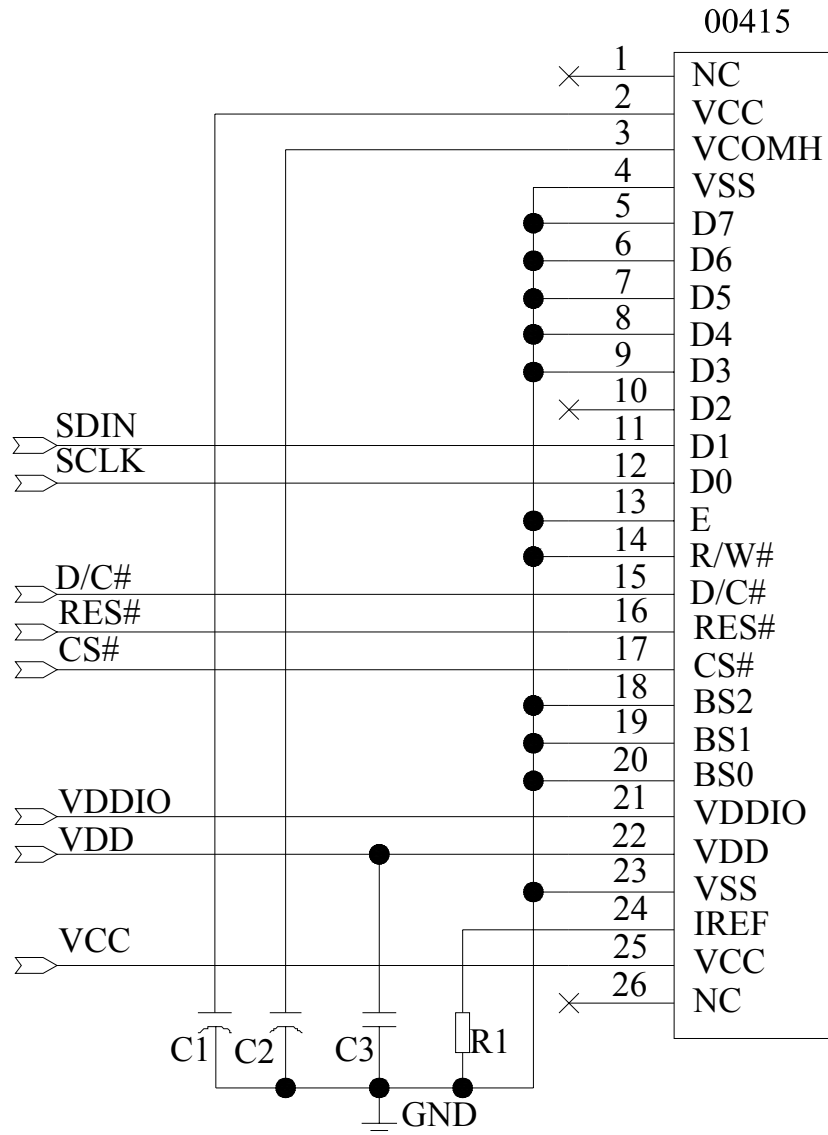 00415
1 NC
2 VCC
3 VCOMH
4 VSS
5 D7
6 D6
7 D5
8 D4
9 D3
10 D2
SDIN 11 D1
SCLK 12 D0
13 E
14 R/W#
D/C# 15 D/C#
RES# 16 RES#
CS# 17 CS#
18 BS2
19 BS1
20 BS0
VDDIO 21 VDDIO
VDD 22 VDD
23 VSS
24 IREF
VCC 25 VCC
26 NC
C1 C2 C3 R1
GND